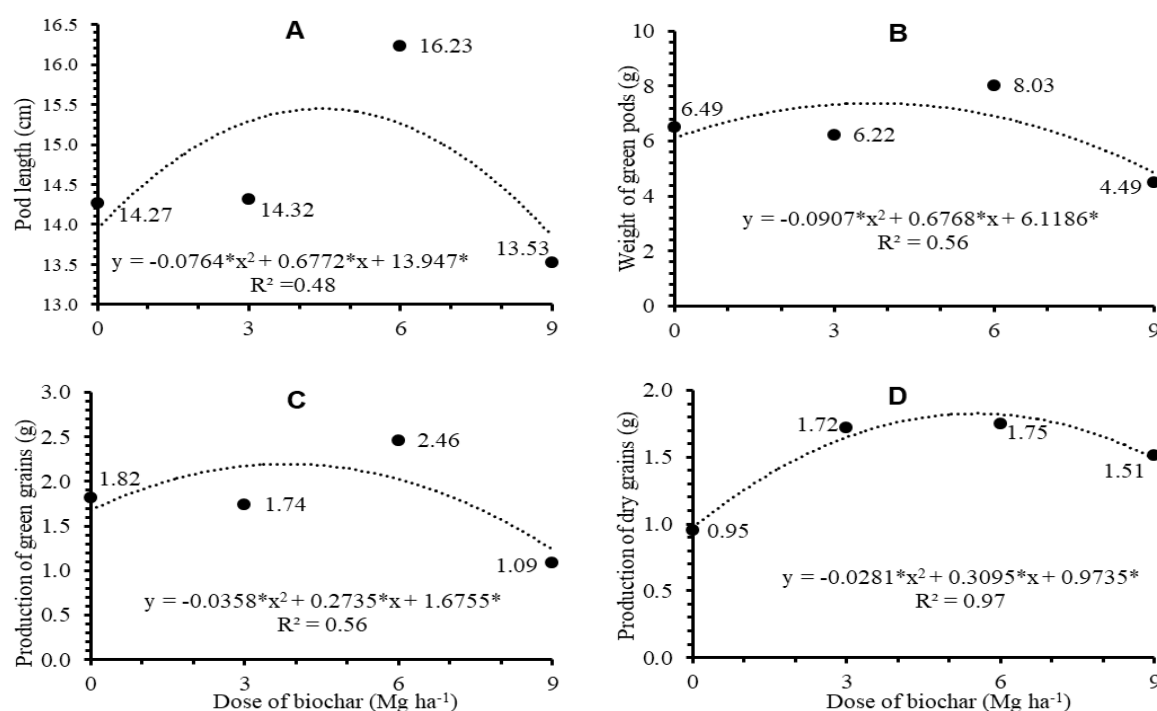 A
Pod length (cm)
16.5
16.0
15.5
15.0
14.5
14.0
13.5
13.0
16.23
14.27
14.32
13.53
y = -0.0764*x² + 0.6772*x + 13.947*
R² =0.48
0 3 6 9
B
Weight of green pods (g)
10
8
6
4
2
0
6.49
8.03
6.22
4.49
y = -0.0907*x² + 0.6768*x + 6.1186*
R² = 0.56
0 3 6 9
C
Production of green grains (g)
3.0
2.5
2.0
1.5
1.0
0.5
0.0
2.46
1.82
1.74
1.09
y = -0.0358*x² + 0.2735*x + 1.6755*
R² = 0.56
0 3 6 9
Dose of biochar (Mg ha⁻¹)
D
Production of dry grains (g)
2.0
1.5
1.0
0.5
0.0
1.72
1.75
1.51
0.95
y = -0.0281*x² + 0.3095*x + 0.9735*
R² = 0.97
0 3 6 9
Dose of biochar (Mg ha⁻¹)